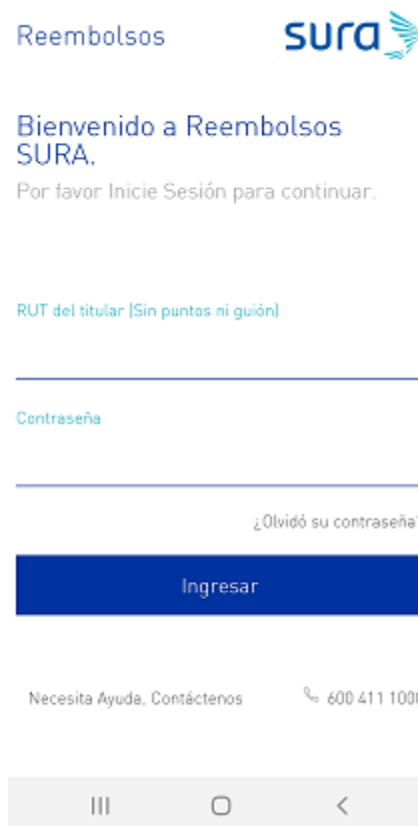 Reembolsos
sura
Bienvenido a Reembolsos
SURA.
Por favor Inicie Sesión para continuar.
RUT del titular (Sin puntos ni guión)
Contraseña
¿Olvidó su contraseña?
Ingresar
Necesita Ayuda, Contáctenos
600 411 1000